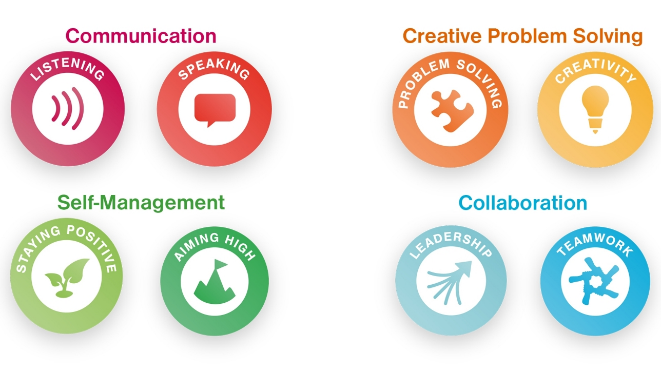 Communication
LISTENING
SPEAKING
Creative Problem Solving
PROBLEM SOLVING
CREATIVITY
Self-Management
STAYING POSITIVE
AIMING HIGH
Collaboration
LEADERSHIP
TEAMWORK